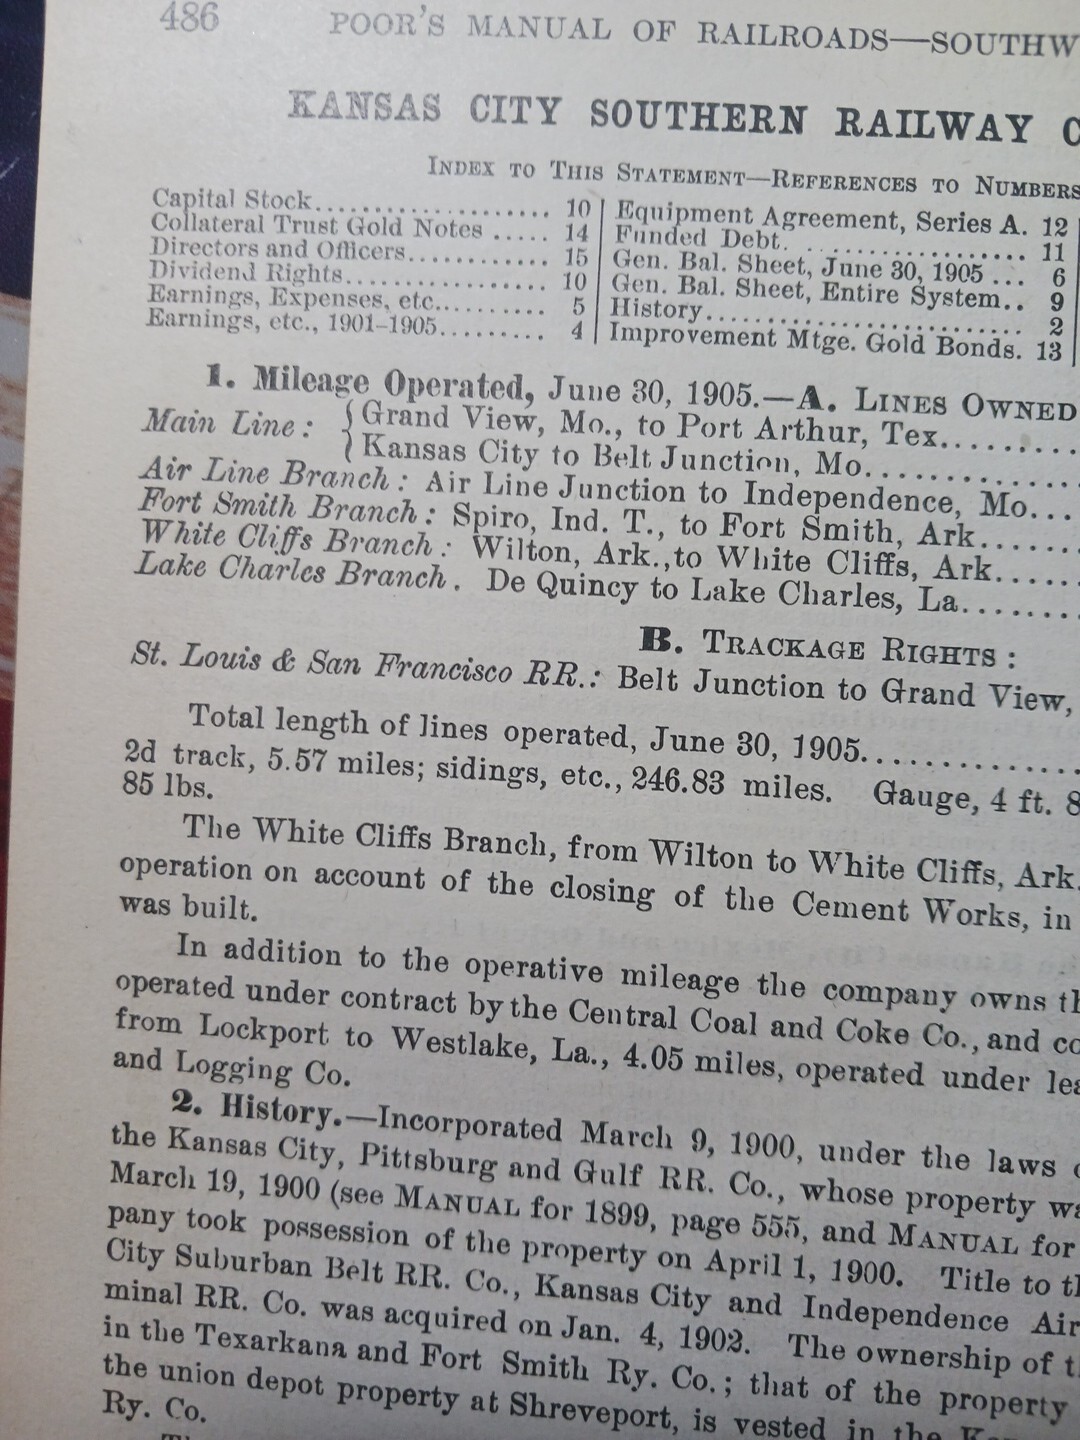 486 POOR'S MANUAL OF RAILROADS—SOUTHW
KANSAS CITY SOUTHERN RAILWAY C
INDEX TO THIS STATEMENT—REFERENCES TO NUMBERS
Capital Stock.................... 10
Collateral Trust Gold Notes ..... 14
Directors and Officers............ 15
Dividend Rights.................. 10
Earnings, Expenses, etc.......... 5
Earnings, etc., 1901-1905......... 4
Equipment Agreement, Series A. 12
Funded Debt...................... 11
Gen. Bal. Sheet, June 30, 1905 ... 6
Gen. Bal. Sheet, Entire System.. 9
History........................... 2
Improvement Mtge. Gold Bonds. 13
1. Mileage Operated, June 30, 1905.—A. LINES OWNED
Main Line: { Grand View, Mo., to Port Arthur, Tex........
Kansas City to Belt Junction, Mo..............
Air Line Branch: Air Line Junction to Independence, Mo...
Fort Smith Branch: Spiro, Ind. T., to Fort Smith, Ark.......
White Cliffs Branch: Wilton, Ark., to White Cliffs, Ark......
Lake Charles Branch. De Quincy to Lake Charles, La........
B. TRACKAGE RIGHTS:
St. Louis & San Francisco RR.: Belt Junction to Grand View,
Total length of lines operated, June 30, 1905..............
2d track, 5.57 miles; sidings, etc., 246.83 miles. Gauge, 4 ft. 8
85 lbs.
The White Cliffs Branch, from Wilton to White Cliffs, Ark.
operation on account of the closing of the Cement Works, in
was built.
In addition to the operative mileage the company owns th
operated under contract by the Central Coal and Coke Co., and co
from Lockport to Westlake, La., 4.05 miles, operated under lea
and Logging Co.
2. History.—Incorporated March 9, 1900, under the laws o
the Kansas City, Pittsburg and Gulf RR. Co., whose property wa
March 19, 1900 (see MANUAL for 1899, page 555, and MANUAL for
pany took possession of the property on April 1, 1900. Title to th
City Suburban Belt RR. Co., Kansas City and Independence Air
minal RR. Co. was acquired on Jan. 4, 1902. The ownership of t
in the Texarkana and Fort Smith Ry. Co.; that of the property
the union depot property at Shreveport, is vested in the
Ry. Co.